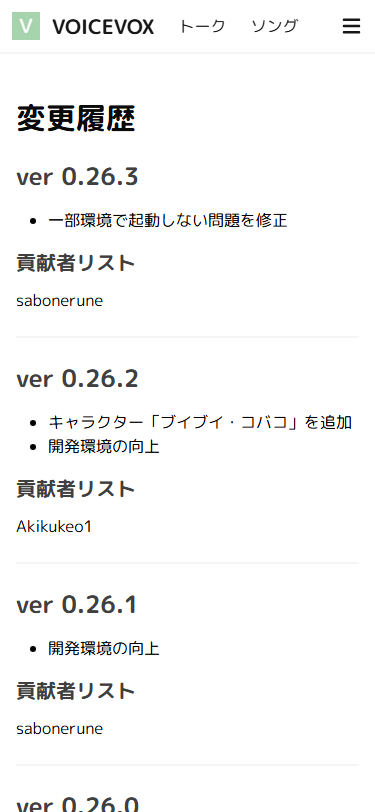 V VOICEVOX トーク ソング
変更履歴
ver 0.26.3
一部環境で起動しない問題を修正
貢献者リスト
sabonerune
ver 0.26.2
キャラクター「ブイブイ・コバコ」を追加
開発環境の向上
貢献者リスト
Akikukeo1
ver 0.26.1
開発環境の向上
貢献者リスト
sabonerune
ver 0.26.0